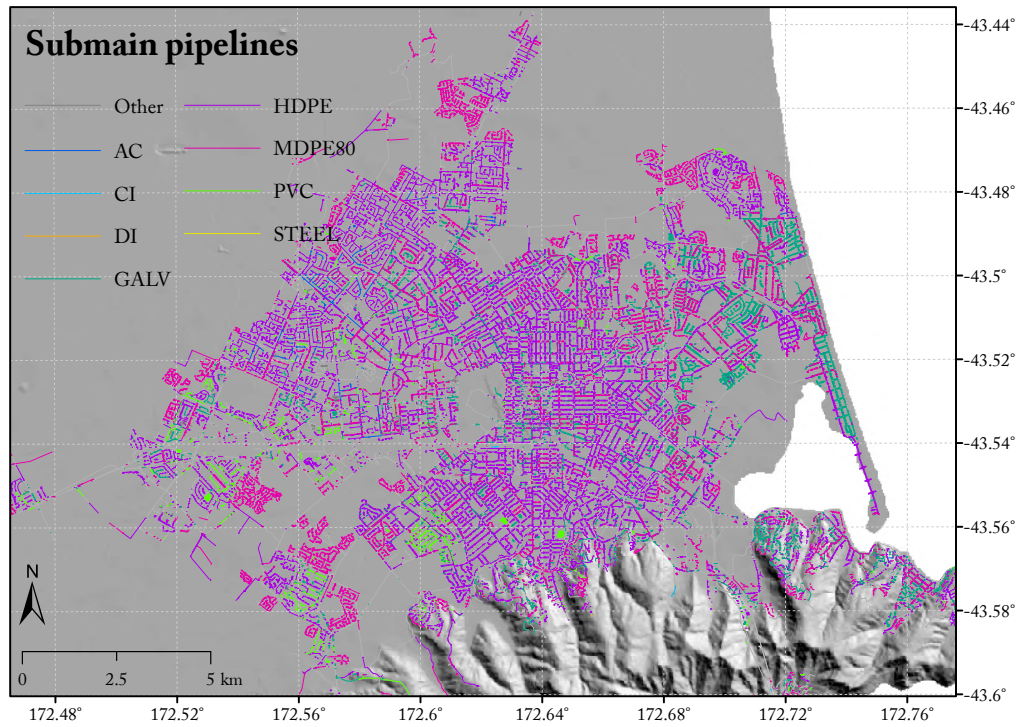 Submain pipelines
Other
AC
CI
DI
GALV
HDPE
MDPE80
PVC
STEEL
N
0 2.5 5 km
-43.44°
-43.46°
-43.48°
-43.5°
-43.52°
-43.54°
-43.56°
-43.58°
-43.6°
172.48° 172.52° 172.56° 172.6° 172.64° 172.68° 172.72° 172.76°